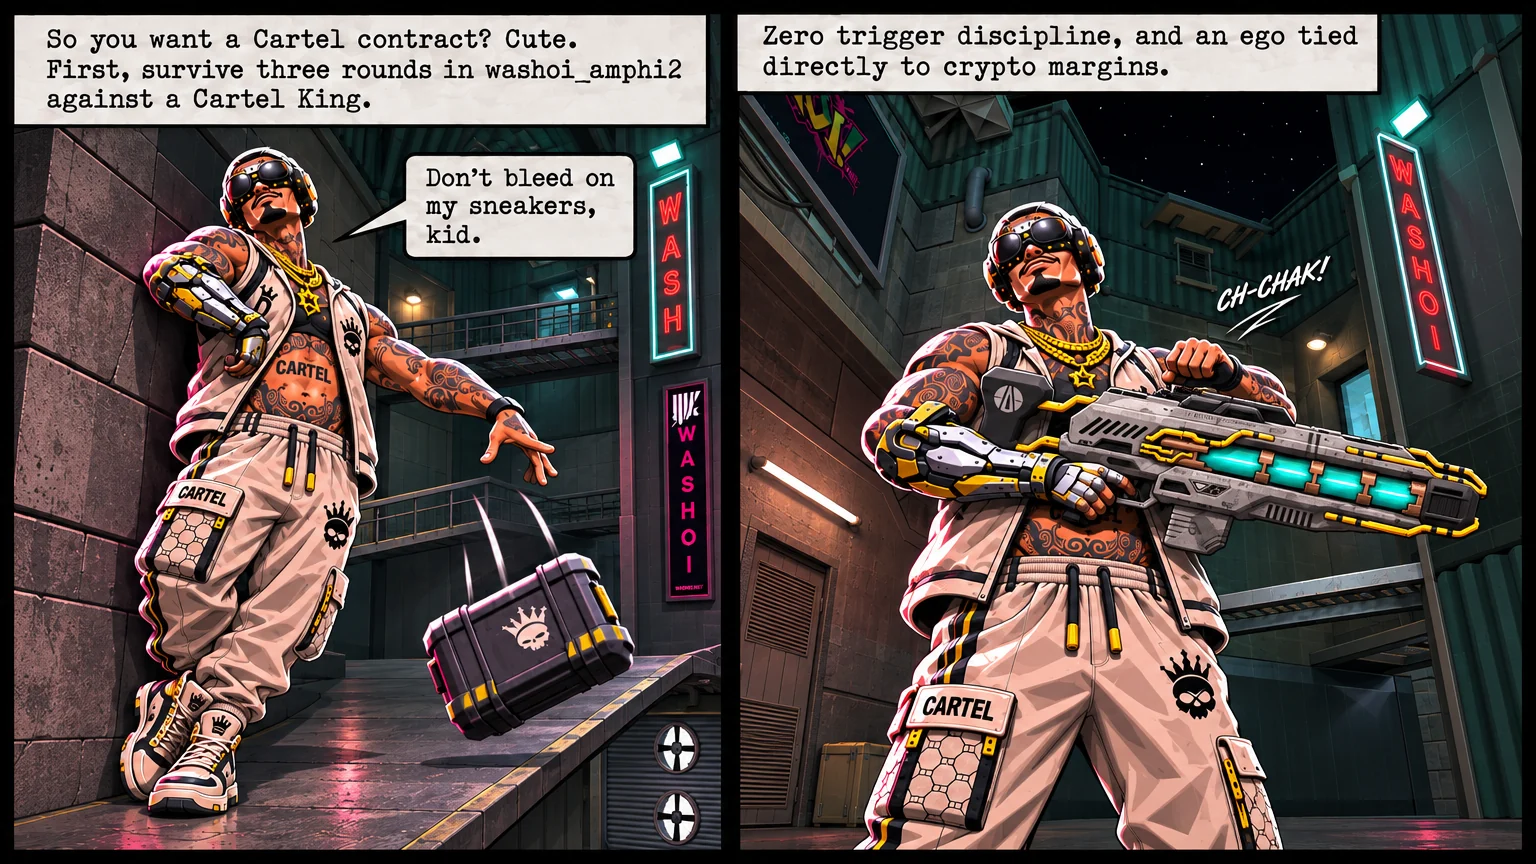 So you want a Cartel contract? Cute.
First, survive three rounds in washoi_amphi2
against a Cartel King.
Don't bleed on
my sneakers,
kid.
WASH
WASHOI
CARTEL
CARTEL
Zero trigger discipline, and an ego tied
directly to crypto margins.
WASHOI
CH-CHAK!
CARTEL